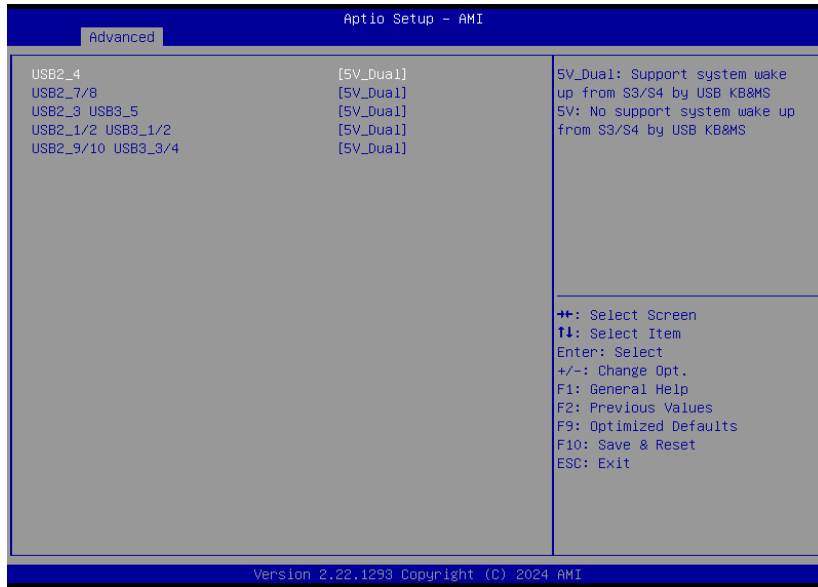 Aptio Setup - AMI
Advanced
USB2_4 [5V_Dual]
USB2_7/8 [5V_Dual]
USB2_3 USB3_5 [5V_Dual]
USB2_1/2 USB3_1/2 [5V_Dual]
USB2_9/10 USB3_3/4 [5V_Dual]
5V_Dual: Support system wake
up from S3/S4 by USB KB&MS
5V: No support system wake up
from S3/S4 by USB KB&MS
→←: Select Screen
↑↓: Select Item
Enter: Select
+/-: Change Opt.
F1: General Help
F2: Previous Values
F9: Optimized Defaults
F10: Save & Reset
ESC: Exit
Version 2.22.1293 Copyright (C) 2024 AMI